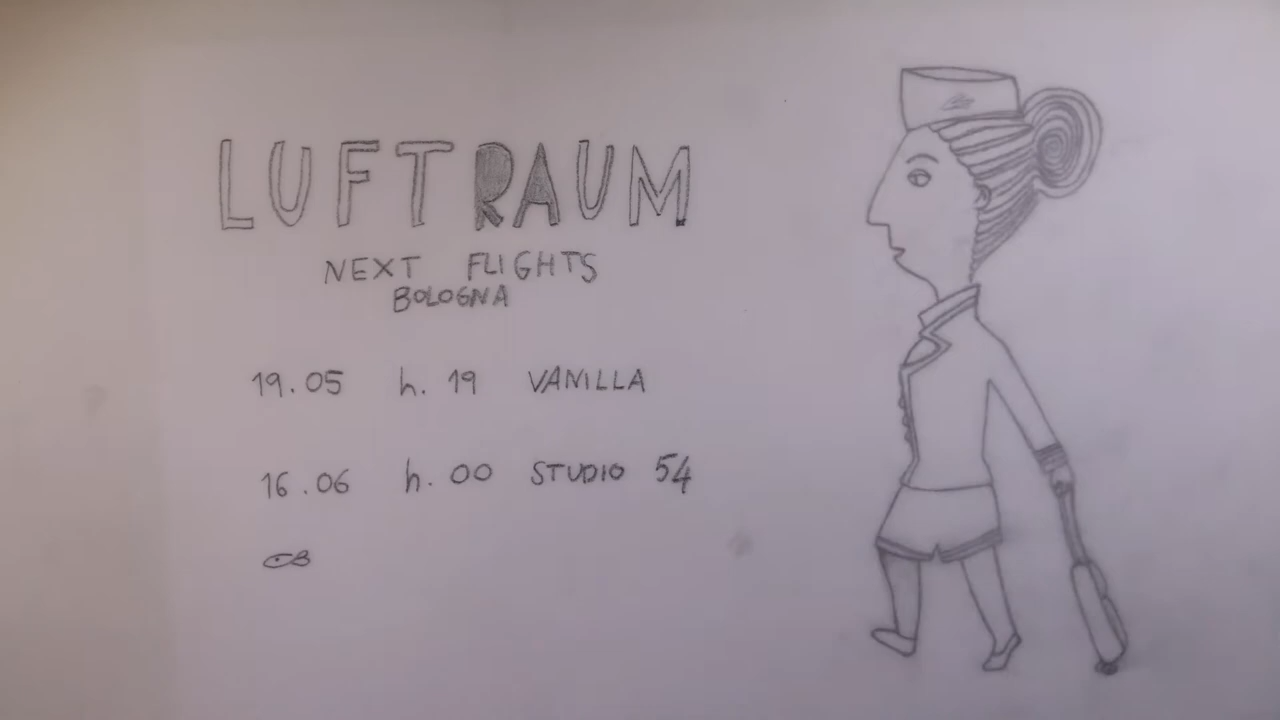 LUFTRAUM
NEXT FLIGHTS
BOLOGNA
19.05 h. 19 VANILLA
16.06 h. 00 STUDIO 54